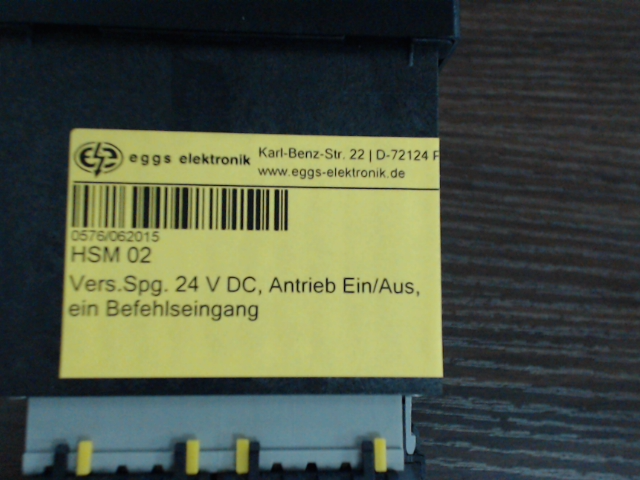 eggs elektronik Karl-Benz-Str. 22 | D-72124
www.eggs-elektronik.de
0576/062015
HSM 02
Vers.Spg. 24 V DC, Antrieb Ein/Aus,
ein Befehlseingang